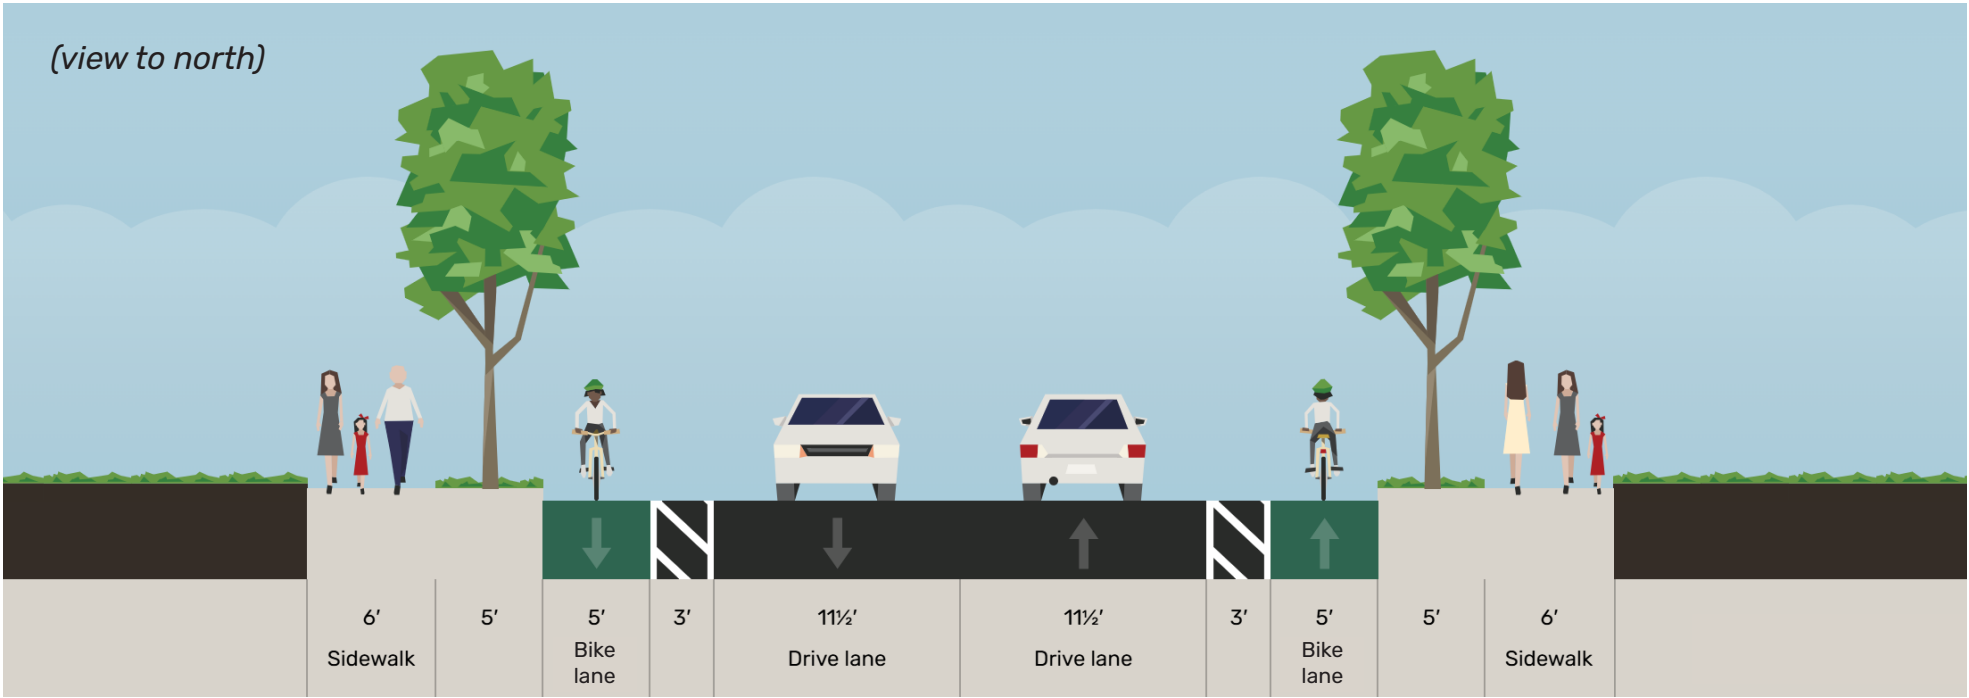 (view to north)
6′ 5′ 5′ 3′ 11½′ 11½′ 3′ 5′ 5′ 6′
Sidewalk Bike lane Drive lane Drive lane Bike lane Sidewalk